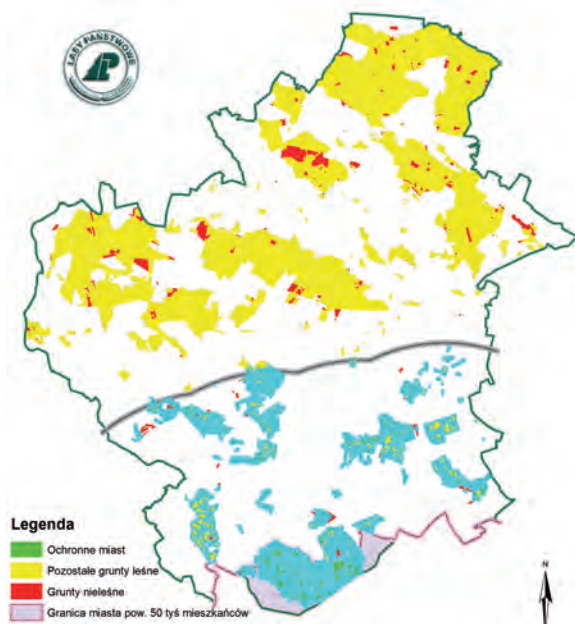 LASY PAŃSTWOWE
Legenda
Ochronne miast
Pozostałe grunty leśne
Grunty nieleśne
Granica miasta pow. 50 tyś mieszkańców
N